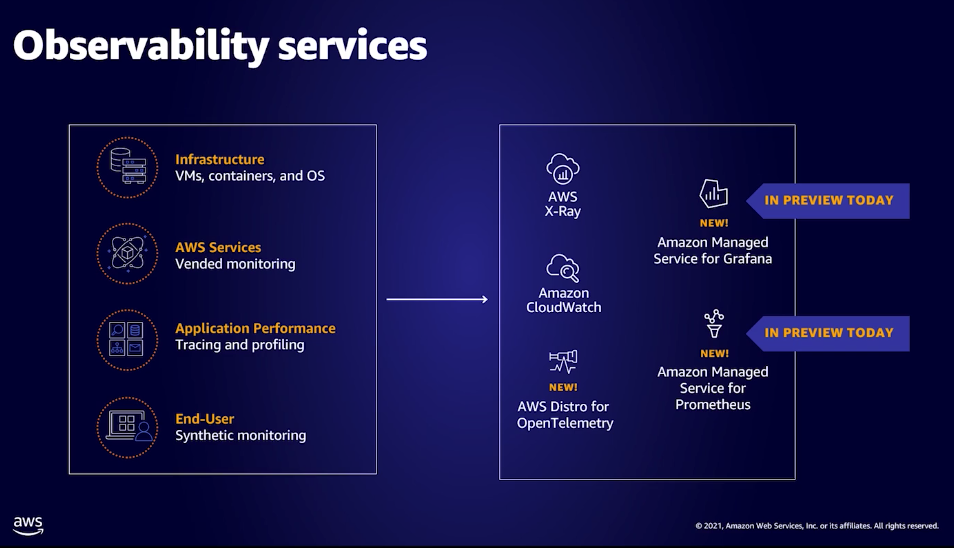 Observability services
Infrastructure
VMs, containers, and OS
AWS Services
Vended monitoring
Application Performance
Tracing and profiling
End-User
Synthetic monitoring
AWS
X-Ray
Amazon
CloudWatch
NEW!
AWS Distro for
OpenTelemetry
NEW!
Amazon Managed
Service for Grafana
IN PREVIEW TODAY
NEW!
Amazon Managed
Service for
Prometheus
IN PREVIEW TODAY
aws
© 2021, Amazon Web Services, Inc. or its affiliates. All rights reserved.